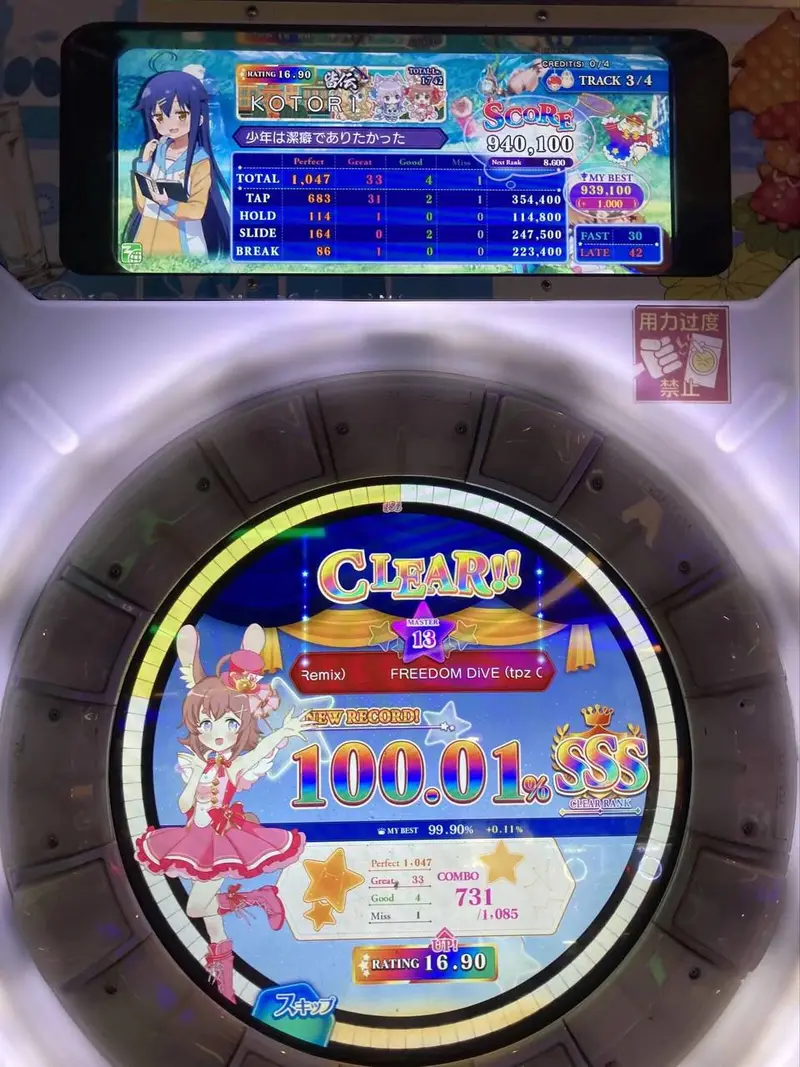 CREDIT(S) 0/4
RATING 16.90 皆伝 TOTAL Lv.
KOTORI
TRACK 3/4
少年は潔癖でありたかった
SCORE
940,100
Next Rank 8,600
Perfect Great Good Miss
TOTAL 1,047 33 4 1
TAP 683 31 2 1 354,400
HOLD 114 1 0 0 114,800
SLIDE 164 0 2 0 247,500
BREAK 86 1 0 0 223,400
MY BEST
939,100
(+ 1,000)
FAST 30
LATE 42
用力过度
禁止
CLEAR!!
MASTER
13
Remix) FREEDOM DiVE (tpz
NEW RECORD!
100.01%
SSS
CLEAR RANK
MY BEST 99.90% +0.11%
Perfect 1,047
Great 33
Good 4
Miss 1
COMBO
731
/1,085
UP!
RATING 16.90
スキップ